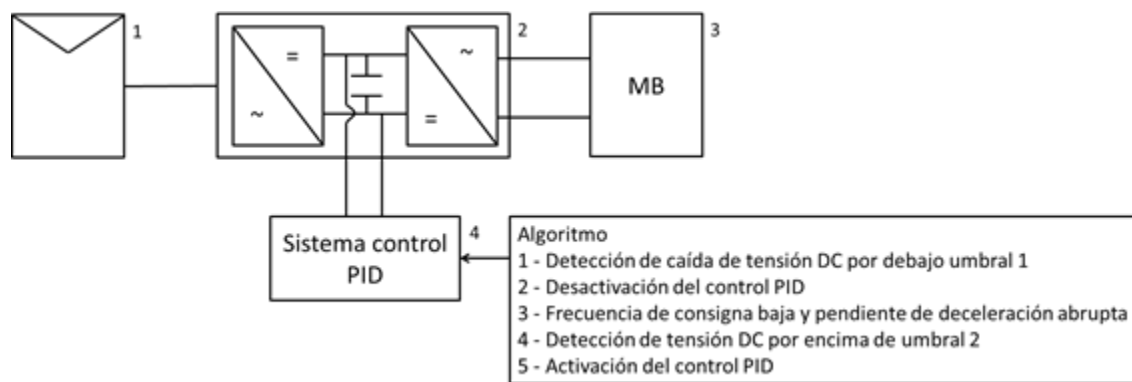 1
=
~
~
=
2
MB
3
Sistema control
PID
4
Algoritmo
1 - Detección de caída de tensión DC por debajo umbral 1
2 - Desactivación del control PID
3 - Frecuencia de consigna baja y pendiente de deceleración abrupta
4 - Detección de tensión DC por encima de umbral 2
5 - Activación del control PID